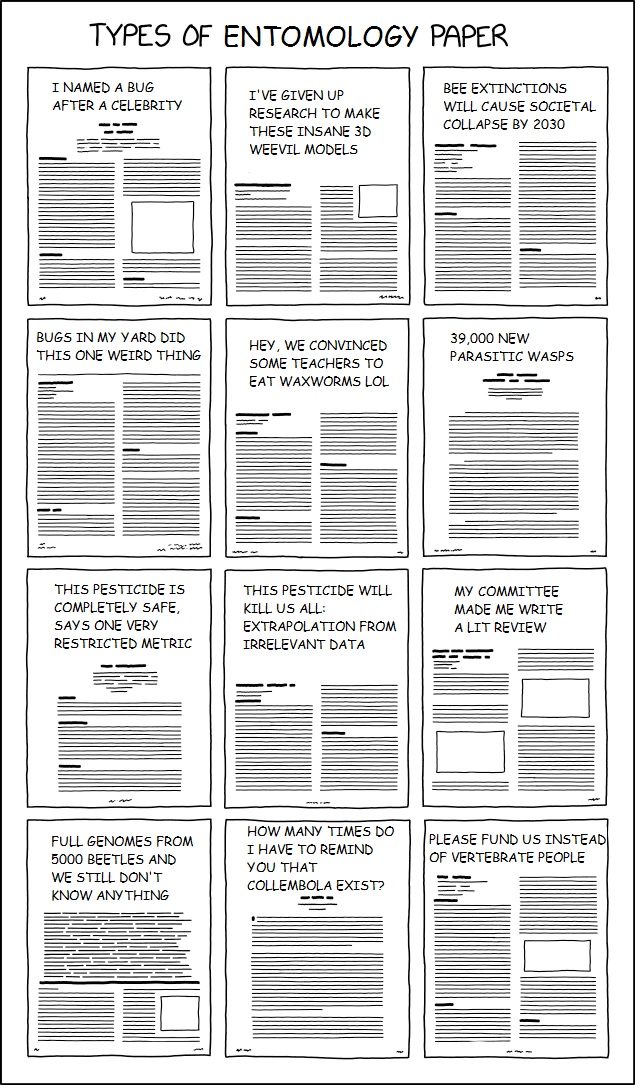 TYPES OF ENTOMOLOGY PAPER
I NAMED A BUG
AFTER A CELEBRITY
I'VE GIVEN UP
RESEARCH TO MAKE
THESE INSANE 3D
WEEVIL MODELS
BEE EXTINCTIONS
WILL CAUSE SOCIETAL
COLLAPSE BY 2030
BUGS IN MY YARD DID
THIS ONE WEIRD THING
HEY, WE CONVINCED
SOME TEACHERS TO
EAT WAXWORMS LOL
39,000 NEW
PARASITIC WASPS
THIS PESTICIDE IS
COMPLETELY SAFE,
SAYS ONE VERY
RESTRICTED METRIC
THIS PESTICIDE WILL
KILL US ALL:
EXTRAPOLATION FROM
IRRELEVANT DATA
MY COMMITTEE
MADE ME WRITE
A LIT REVIEW
FULL GENOMES FROM
5000 BEETLES AND
WE STILL DON'T
KNOW ANYTHING
HOW MANY TIMES DO
I HAVE TO REMIND
YOU THAT
COLLEMBOLA EXIST?
PLEASE FUND US INSTEAD
OF VERTEBRATE PEOPLE